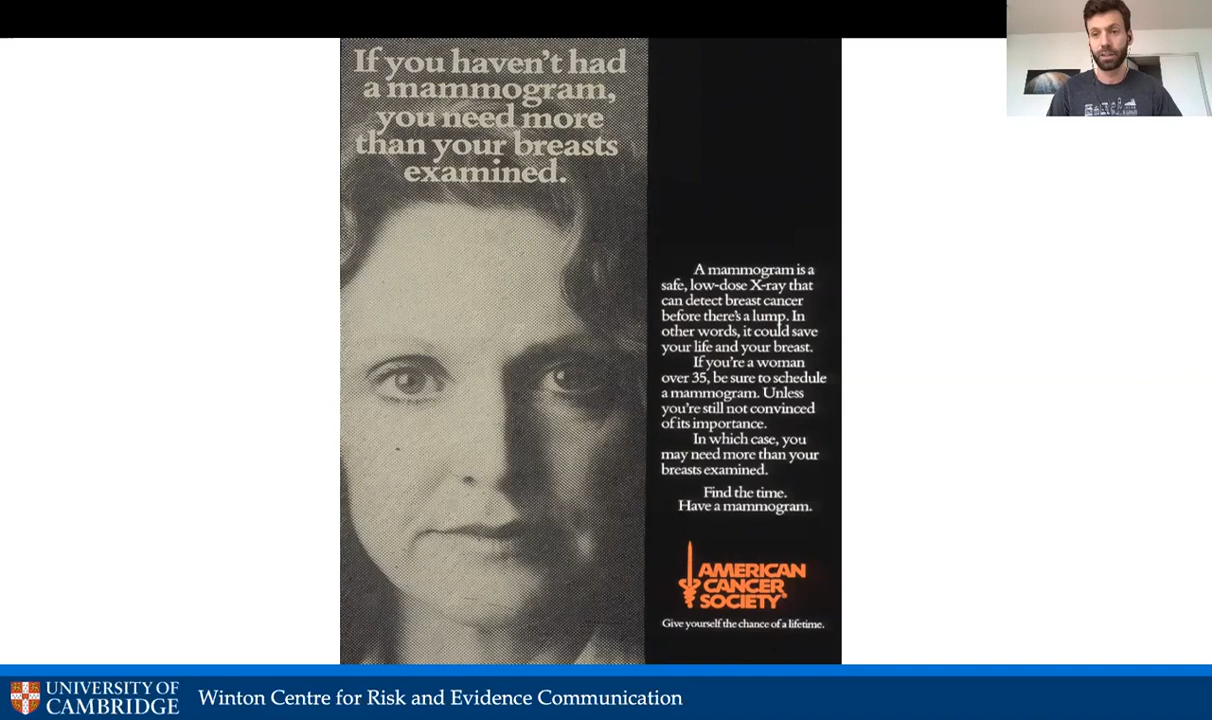 If you haven't had
a mammogram,
you need more
than your breasts
examined.
A mammogram is a
safe, low-dose X-ray that
can detect breast cancer
before there's a lump. In
other words, it could save
your life and your breast.
If you're a woman
over 35, be sure to schedule
a mammogram. Unless
you're still not convinced
of its importance.
In which case, you
may need more than your
breasts examined.
Find the time.
Have a mammogram.
AMERICAN
CANCER
SOCIETY®
Give yourself the chance of a lifetime.
UNIVERSITY OF
CAMBRIDGE
Winton Centre for Risk and Evidence Communication